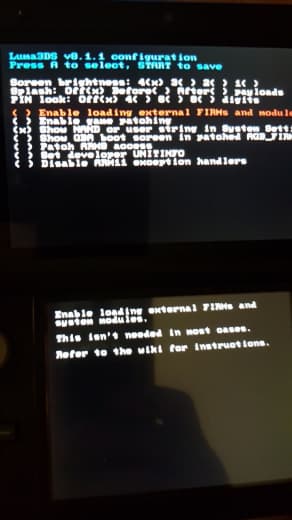 Luma3DS v8.1.1 configuration
Press A to select, START to save
Screen brightness: 4(x) 3( ) 2( ) 1( )
Splash: Off(x) Before( ) After( ) payloads
PIN lock: Off(x) 4( ) 6( ) 8( ) digits
( ) Enable loading external FIRMs and module
( ) Enable game patching
(x) Show NAND or user string in System Setti
( ) Show GBA boot screen in patched AGB_FIRM
( ) Patch ARM9 access
( ) Set developer UNITINFO
( ) Disable ARM11 exception handlers
Enable loading external FIRMs and
system modules.
This isn't needed in most cases.
Refer to the wiki for instructions.